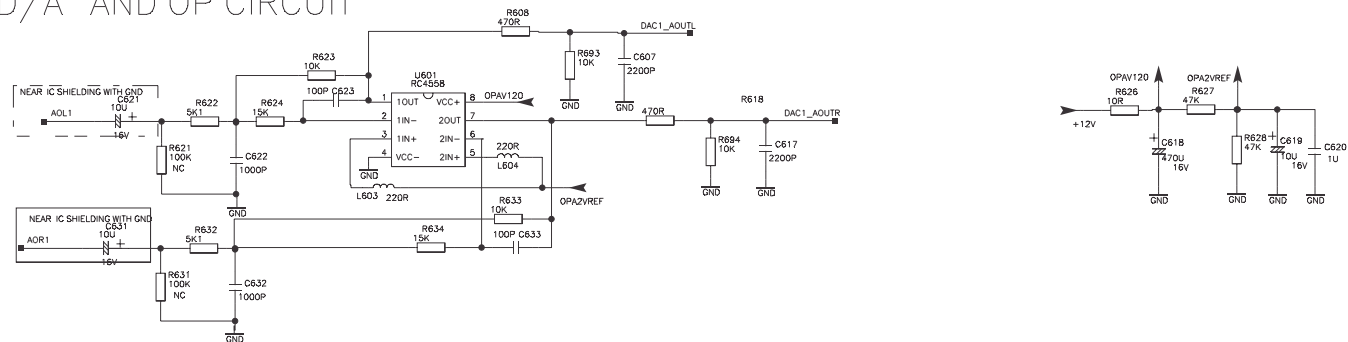 D/A AND OP CIRCUIT
R608
470R
DAC1_AOUTL
R693
10K
C607
2200P
GND
GND
R623
10K
100P C623
U601
RC4558
1 1OUT VCC+ 8
2 1IN- 2OUT 7
3 1IN+ 2IN- 6
4 VCC- 2IN+ 5
OPAV120
NEAR IC SHIELDING WITH GND
AOL1
C621
10U
16V
R622
5K1
R624
15K
R621
100K
NC
C622
1000P
GND
GND
220R
L604
L603 220R
OPA2VREF
470R
R618
DAC1_AOUTR
R694
10K
C617
2200P
GND
GND
NEAR IC SHIELDING WITH GND
AOR1
C631
10U
16V
R632
5K1
R633
10K
R634
15K
100P C633
R631
100K
NC
C632
1000P
GND
OPAV120
OPA2VREF
R626
10R
R627
47K
+12V
C618
470U
16V
R628
47K
C619
10U
16V
C620
1U
GND
GND
GND
GND